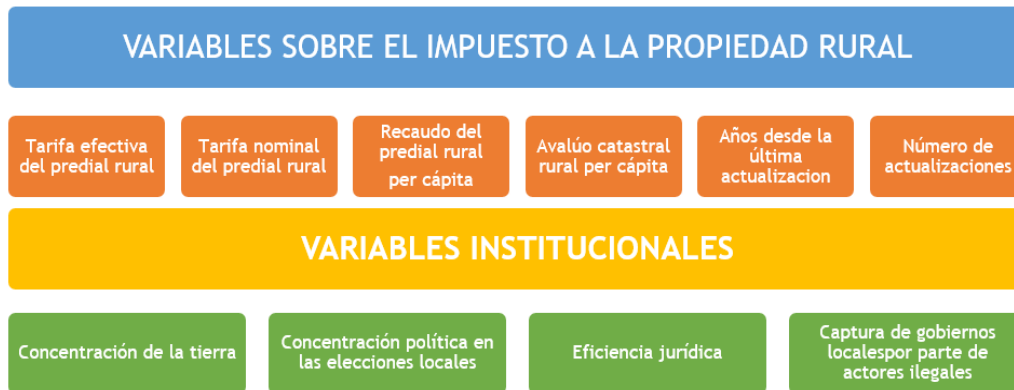 VARIABLES SOBRE EL IMPUESTO A LA PROPIEDAD RURAL
Tarifa efectiva
del predial rural
Tarifa nominal
del predial rural
Recaudo del
predial rural
per cápita
Avalúo catastral
rural per cápita
Años desde la
última
actualizacion
Número de
actualizaciones
VARIABLES INSTITUCIONALES
Concentración de la tierra
Concentración política en
las elecciones locales
Eficiencia jurídica
Captura de gobiernos
localespor parte de
actores ilegales